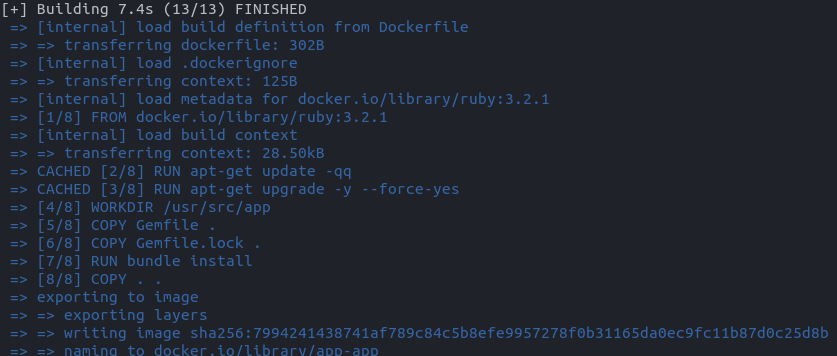 [+] Building 7.4s (13/13) FINISHED
=> [internal] load build definition from Dockerfile
=> => transferring dockerfile: 302B
=> [internal] load .dockerignore
=> => transferring context: 125B
=> [internal] load metadata for docker.io/library/ruby:3.2.1
=> [1/8] FROM docker.io/library/ruby:3.2.1
=> [internal] load build context
=> => transferring context: 28.50kB
=> CACHED [2/8] RUN apt-get update -qq
=> CACHED [3/8] RUN apt-get upgrade -y --force-yes
=> [4/8] WORKDIR /usr/src/app
=> [5/8] COPY Gemfile .
=> [6/8] COPY Gemfile.lock .
=> [7/8] RUN bundle install
=> [8/8] COPY . .
=> exporting to image
=> => exporting layers
=> => writing image sha256:7994241438741af789c84c5b8efe9957278f0b31165da0ec9fc11b87d0c25d8b
=> => naming to docker.io/library/app-app